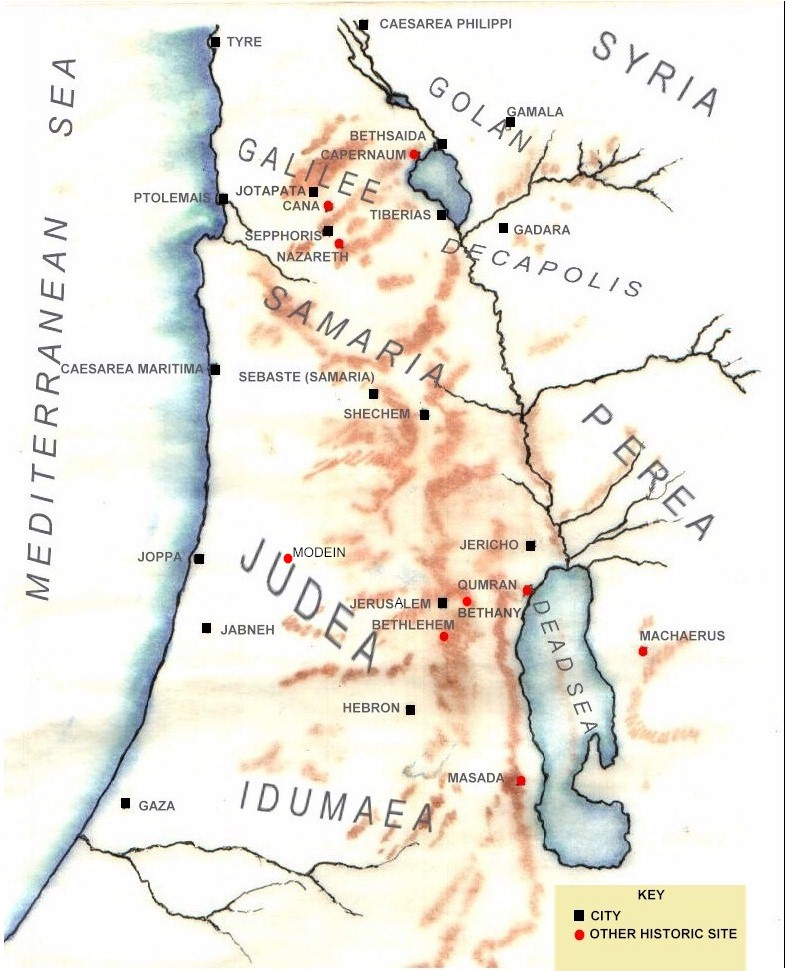 CAESAREA PHILIPPI
TYRE
SYRIA
MEDITERRANEAN SEA
GOLAN
GAMALA
BETHSAIDA
CAPERNAUM
GALILEE
JOTAPATA
PTOLEMAIS
CANA
TIBERIAS
SEPPHORIS
GADARA
NAZARETH
DECAPOLIS
SAMARIA
CAESAREA MARITIMA
SEBASTE (SAMARIA)
SHECHEM
PEREA
JERICHO
MODEIN
JOPPA
JUDEA
QUMRAN
JERUSALEM
BETHANY
BETHLEHEM
JABNEH
DEAD SEA
MACHAERUS
HEBRON
MASADA
IDUMAEA
GAZA
KEY
CITY
OTHER HISTORIC SITE